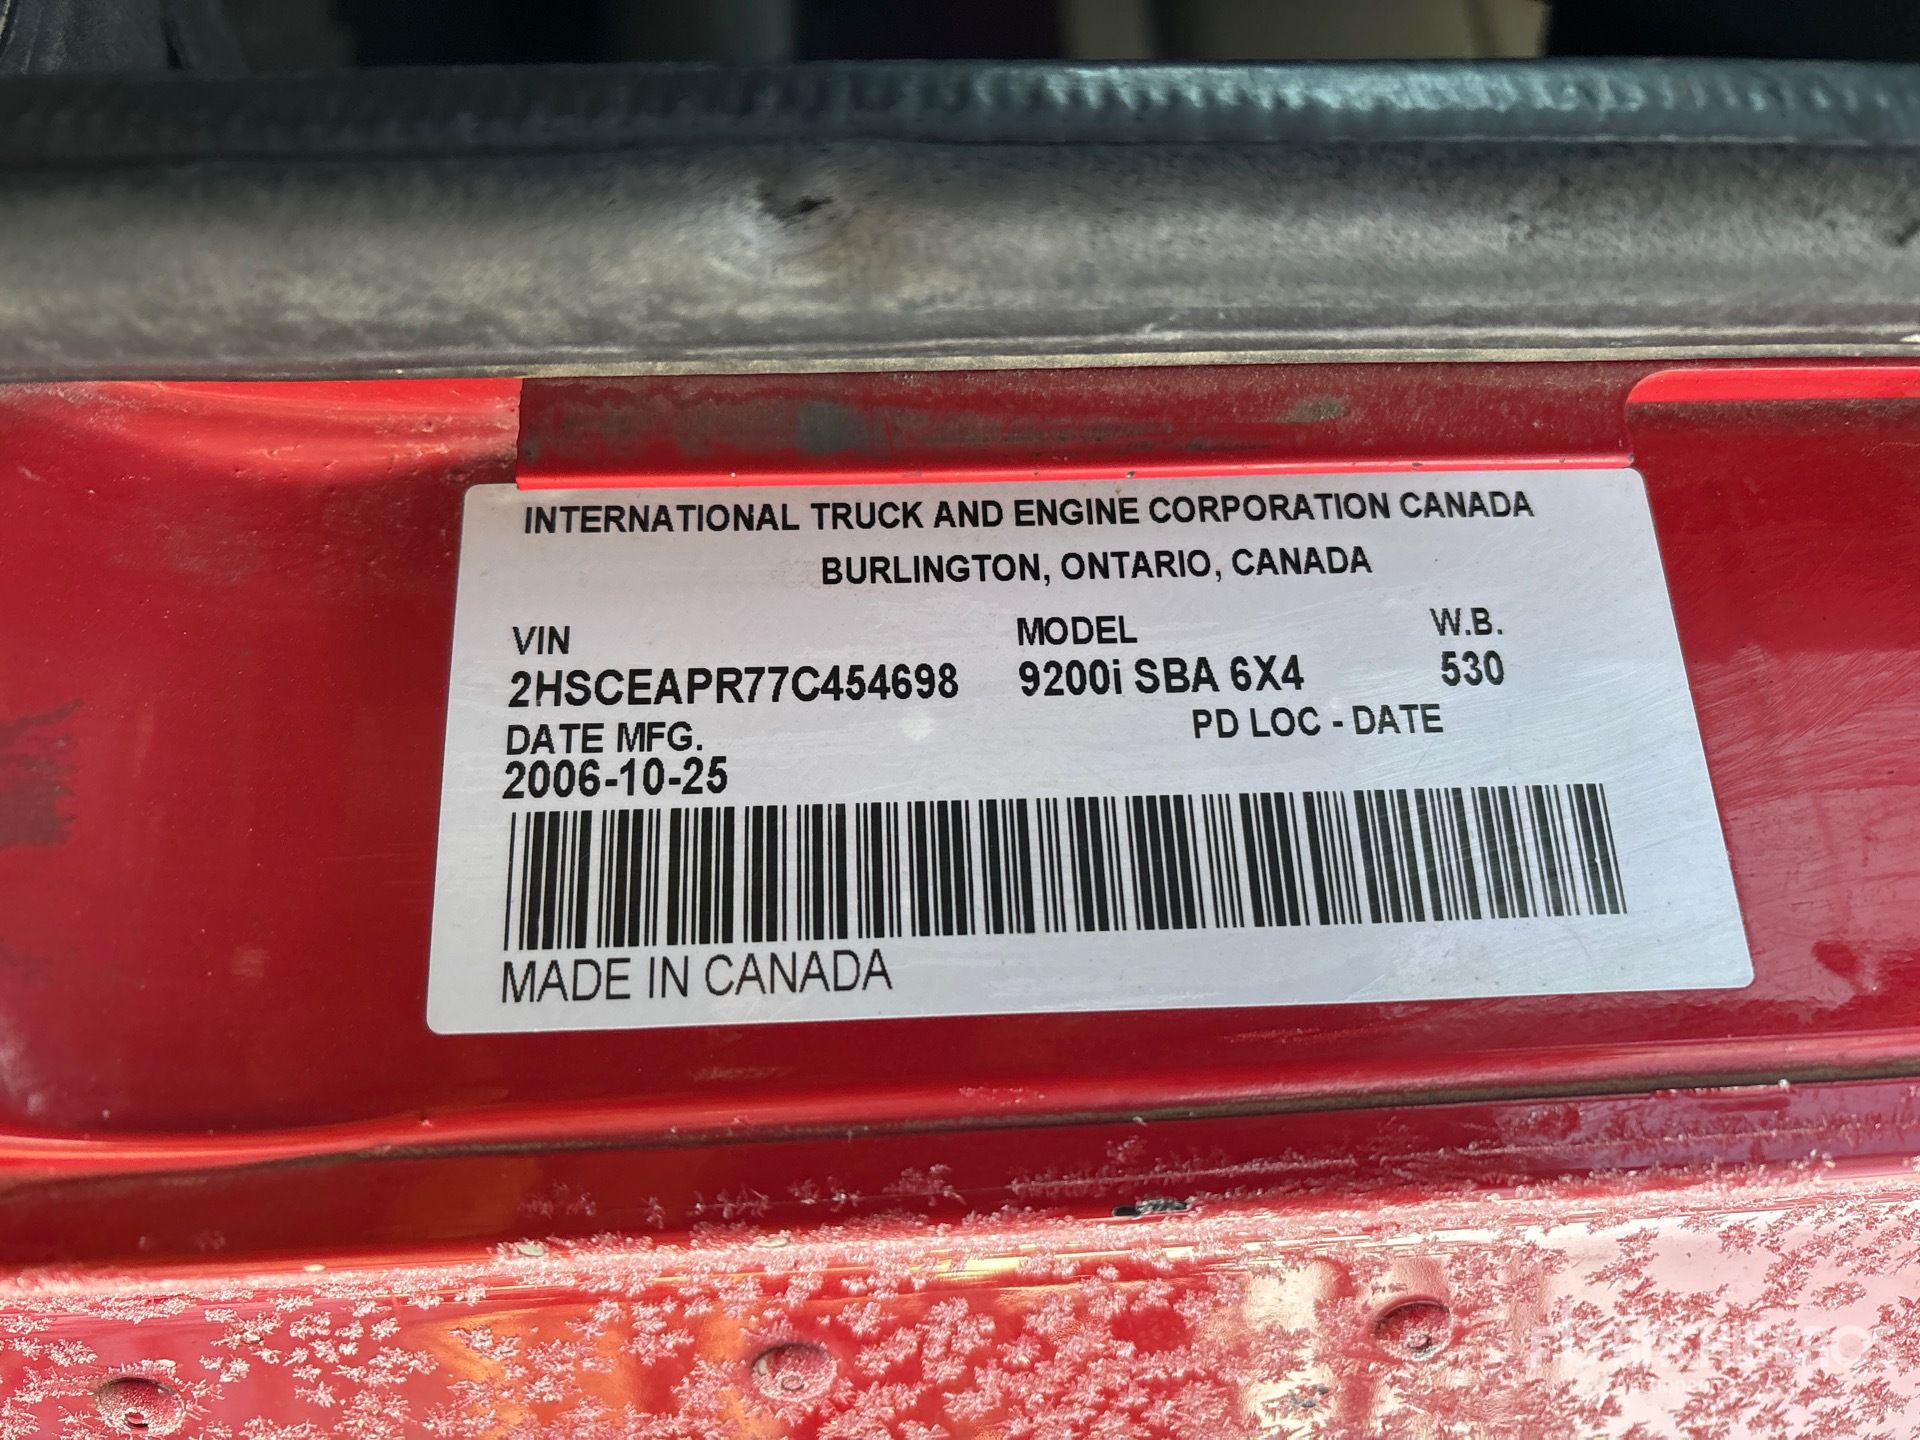 INTERNATIONAL TRUCK AND ENGINE CORPORATION CANADA
BURLINGTON, ONTARIO, CANADA
VIN MODEL W.B.
2HSCEAPR77C454698 9200i SBA 6X4 530
DATE MFG. PD LOC - DATE
2006-10-25
MADE IN CANADA